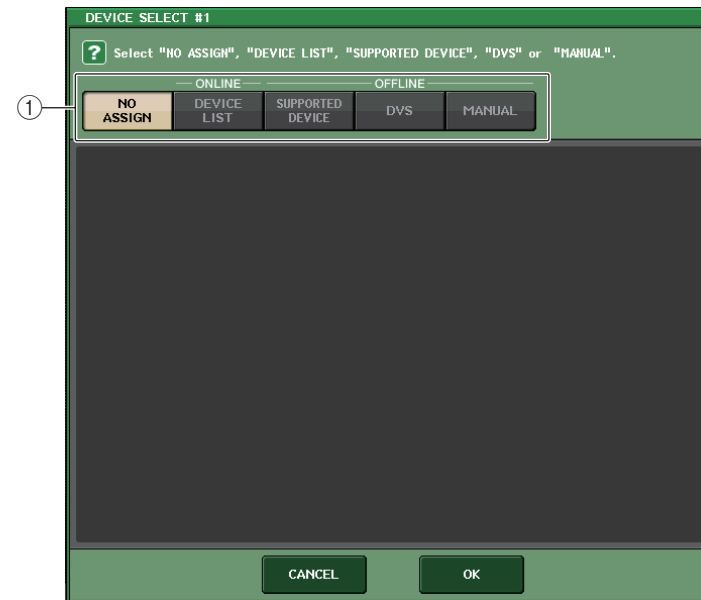 DEVICE SELECT #1
? Select "NO ASSIGN", "DEVICE LIST", "SUPPORTED DEVICE", "DVS" or "MANUAL".
ONLINE OFFLINE
①
NO
ASSIGN
DEVICE
LIST
SUPPORTED
DEVICE
DVS
MANUAL
CANCEL
OK